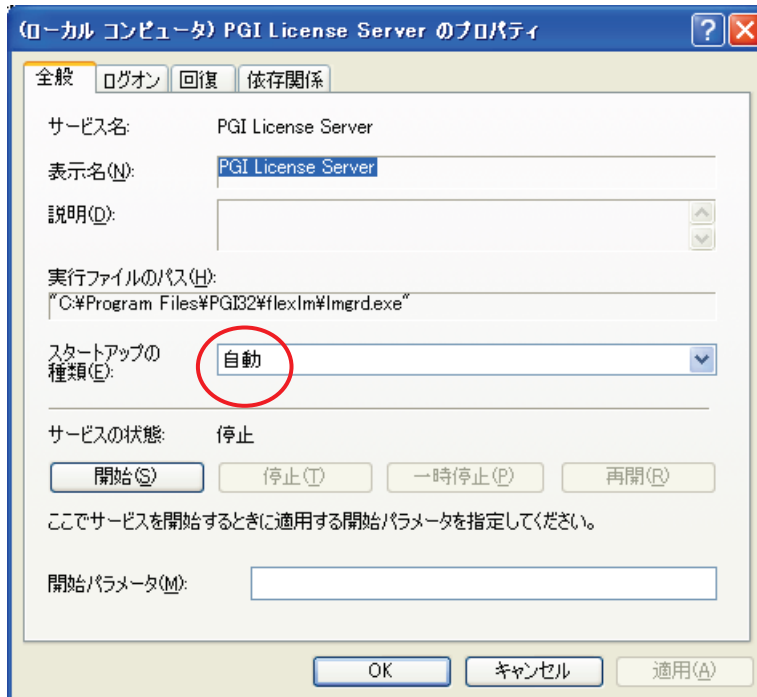 (ローカル コンピュータ) PGI License Server のプロパティ
全般 ログオン 回復 依存関係
サービス名: PGI License Server
表示名(N): PGI License Server
説明(D):
実行ファイルのパス(H):
"C:¥Program Files¥PGI32¥flexlm¥lmgrd.exe"
スタートアップの
種類(E): 自動
サービスの状態: 停止
開始(S) 停止(T) 一時停止(P) 再開(R)
ここでサービスを開始するときに適用する開始パラメータを指定してください。
開始パラメータ(M):
OK キャンセル 適用(A)